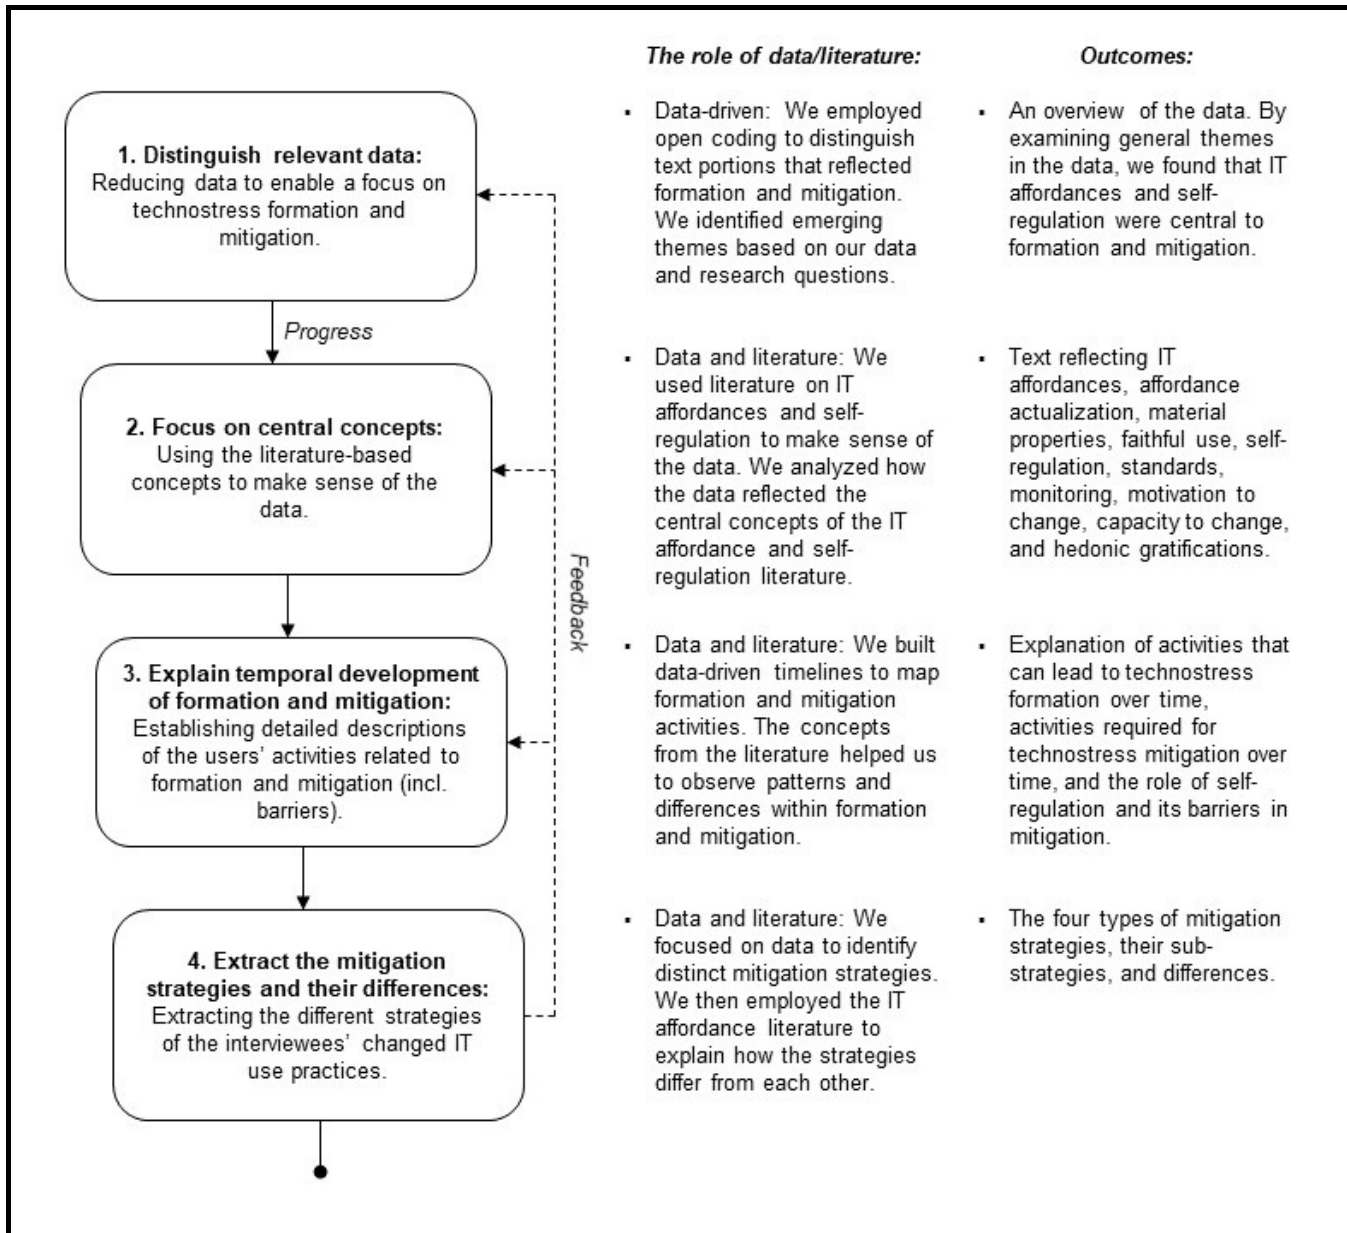 The role of data/literature:
Outcomes:
1. Distinguish relevant data:
Reducing data to enable a focus on
technostress formation and
mitigation.
▪ Data-driven: We employed
open coding to distinguish
text portions that reflected
formation and mitigation.
We identified emerging
themes based on our data
and research questions.
▪ An overview of the data. By
examining general themes
in the data, we found that IT
affordances and self-
regulation were central to
formation and mitigation.
Progress
2. Focus on central concepts:
Using the literature-based
concepts to make sense of the
data.
▪ Data and literature: We
used literature on IT
affordances and self-
regulation to make sense of
the data. We analyzed how
the data reflected the
central concepts of the IT
affordance and self-
regulation literature.
▪ Text reflecting IT
affordances, affordance
actualization, material
properties, faithful use, self-
regulation, standards,
monitoring, motivation to
change, capacity to change,
and hedonic gratifications.
Feedback
3. Explain temporal development
of formation and mitigation:
Establishing detailed descriptions
of the users' activities related to
formation and mitigation (incl.
barriers).
▪ Data and literature: We built
data-driven timelines to map
formation and mitigation
activities. The concepts
from the literature helped us
to observe patterns and
differences within formation
and mitigation.
▪ Explanation of activities that
can lead to technostress
formation over time,
activities required for
technostress mitigation over
time, and the role of self-
regulation and its barriers in
mitigation.
4. Extract the mitigation
strategies and their differences:
Extracting the different strategies
of the interviewees' changed IT
use practices.
▪ Data and literature: We
focused on data to identify
distinct mitigation strategies.
We then employed the IT
affordance literature to
explain how the strategies
differ from each other.
▪ The four types of mitigation
strategies, their sub-
strategies, and differences.